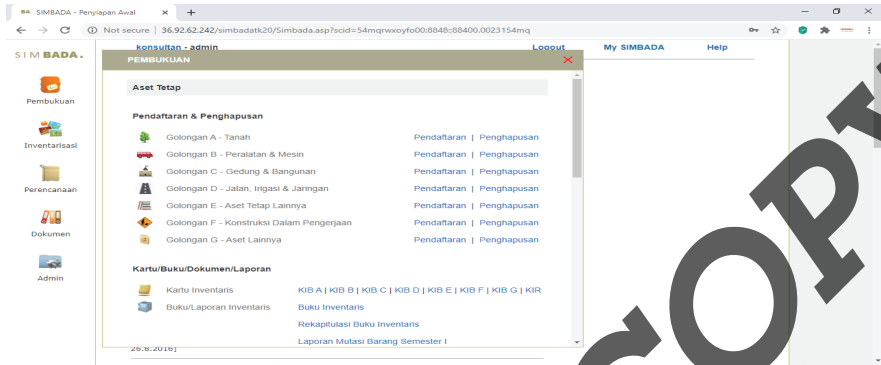 SIMBADA - Penyiapan Awal
Not secure | 36.92.62.242/simbadatk20/Simbada.asp?scid=54mqrwxoyfo00:8848::88400.0023154mq
konsultan - admin Logout My SIMBADA Help
SIMBADA.
PEMBUKUAN
Aset Tetap
Pembukuan
Pendaftaran & Penghapusan
Golongan A - Tanah Pendaftaran | Penghapusan
Inventarisasi
Golongan B - Peralatan & Mesin Pendaftaran | Penghapusan
Golongan C - Gedung & Bangunan Pendaftaran | Penghapusan
Perencanaan
Golongan D - Jalan, Irigasi & Jaringan Pendaftaran | Penghapusan
Golongan E - Aset Tetap Lainnya Pendaftaran | Penghapusan
Golongan F - Konstruksi Dalam Pengerjaan Pendaftaran | Penghapusan
Dokumen
Golongan G - Aset Lainnya Pendaftaran | Penghapusan
Kartu/Buku/Dokumen/Laporan
Admin
Kartu Inventaris KIB A | KIB B | KIB C | KIB D | KIB E | KIB F | KIB G | KIR
Buku/Laporan Inventaris Buku Inventaris
Rekapitulasi Buku Inventaris
Laporan Mutasi Barang Semester I
26.8.2016]
COPY